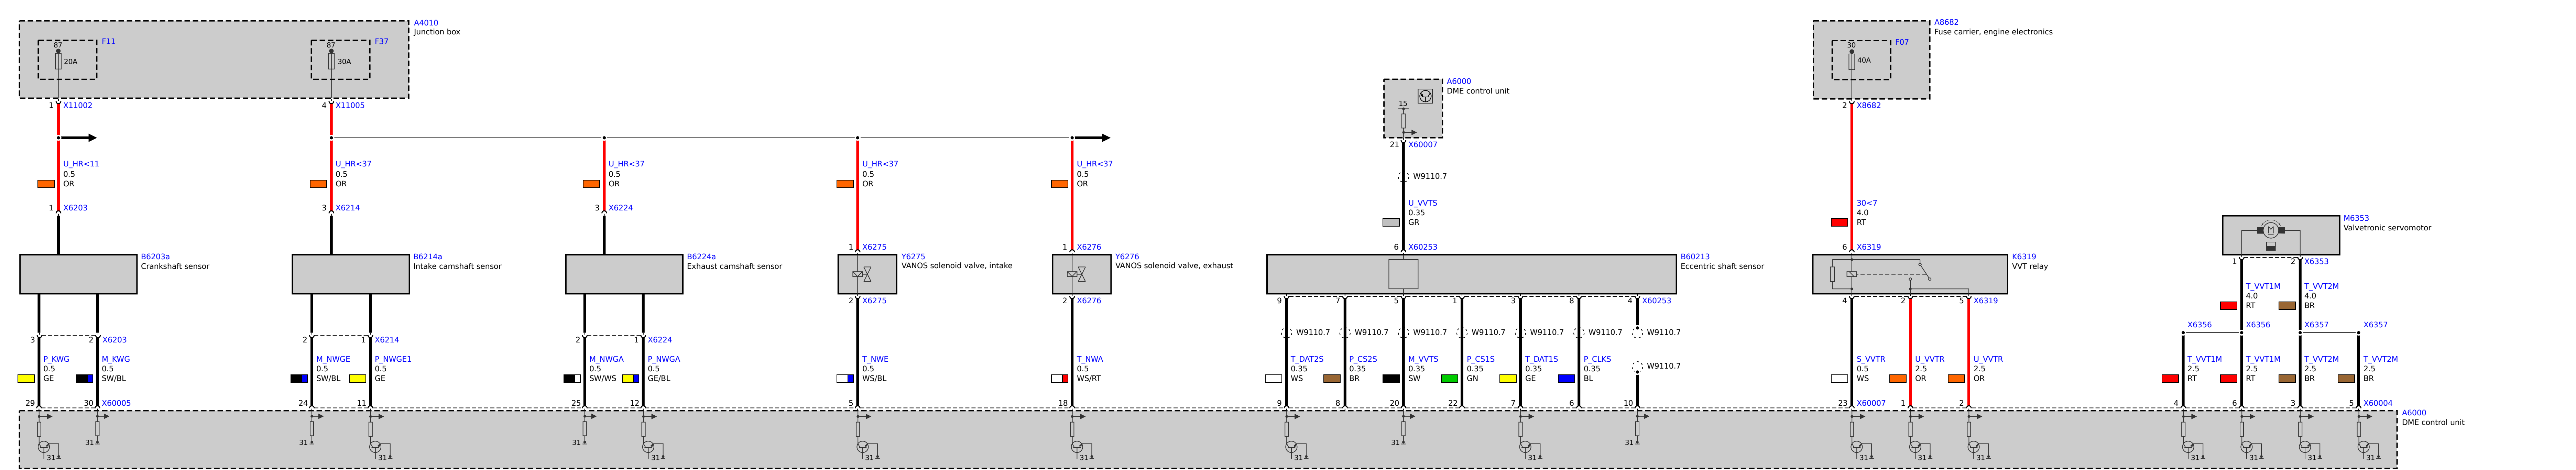 A4010
Junction box
87
F11
20A
87
F37
30A
1 X11002
4 X11005
A8682
Fuse carrier, engine electronics
30
F07
40A
2 X8682
A6000
DME control unit
15
21 X60007
W9110.7
U_HR<11
0.5
OR
U_HR<37
0.5
OR
U_HR<37
0.5
OR
U_HR<37
0.5
OR
U_HR<37
0.5
OR
U_VVTS
0.35
GR
30<7
4.0
RT
1 X6203
3 X6214
3 X6224
1 X6275
1 X6276
6 X60253
6 X6319
B6203a
Crankshaft sensor
B6214a
Intake camshaft sensor
B6224a
Exhaust camshaft sensor
Y6275
VANOS solenoid valve, intake
Y6276
VANOS solenoid valve, exhaust
B60213
Eccentric shaft sensor
K6319
VVT relay
M6353
Valvetronic servomotor
M
2 X6275
2 X6276
9 7 5 1 3 8 4 X60253
4 2 5 X6319
1 2 X6353
T_VVT1M
4.0
RT
T_VVT2M
4.0
BR
X6356 X6356 X6357 X6357
W9110.7 W9110.7 W9110.7 W9110.7 W9110.7 W9110.7 W9110.7
W9110.7
3 2 X6203
2 1 X6214
2 1 X6224
P_KWG
0.5
GE
M_KWG
0.5
SW/BL
M_NWGE
0.5
SW/BL
P_NWGE1
0.5
GE
M_NWGA
0.5
SW/WS
P_NWGA
0.5
GE/BL
T_NWE
0.5
WS/BL
T_NWA
0.5
WS/RT
T_DAT2S
0.35
WS
P_CS2S
0.35
BR
M_VVTS
0.35
SW
P_CS1S
0.35
GN
T_DAT1S
0.35
GE
P_CLKS
0.35
BL
S_VVTR
0.5
WS
U_VVTR
2.5
OR
U_VVTR
2.5
OR
T_VVT1M
2.5
RT
T_VVT1M
2.5
RT
T_VVT2M
2.5
BR
T_VVT2M
2.5
BR
29 30 X60005 24 11 25 12 5 18 9 8 20 22 7 6 10 23 X60007 1 2 4 6 3 5 X60004
A6000
DME control unit
31 31 31 31 31 31 31 31 31 31 31 31 31 31 31 31 31 31 31